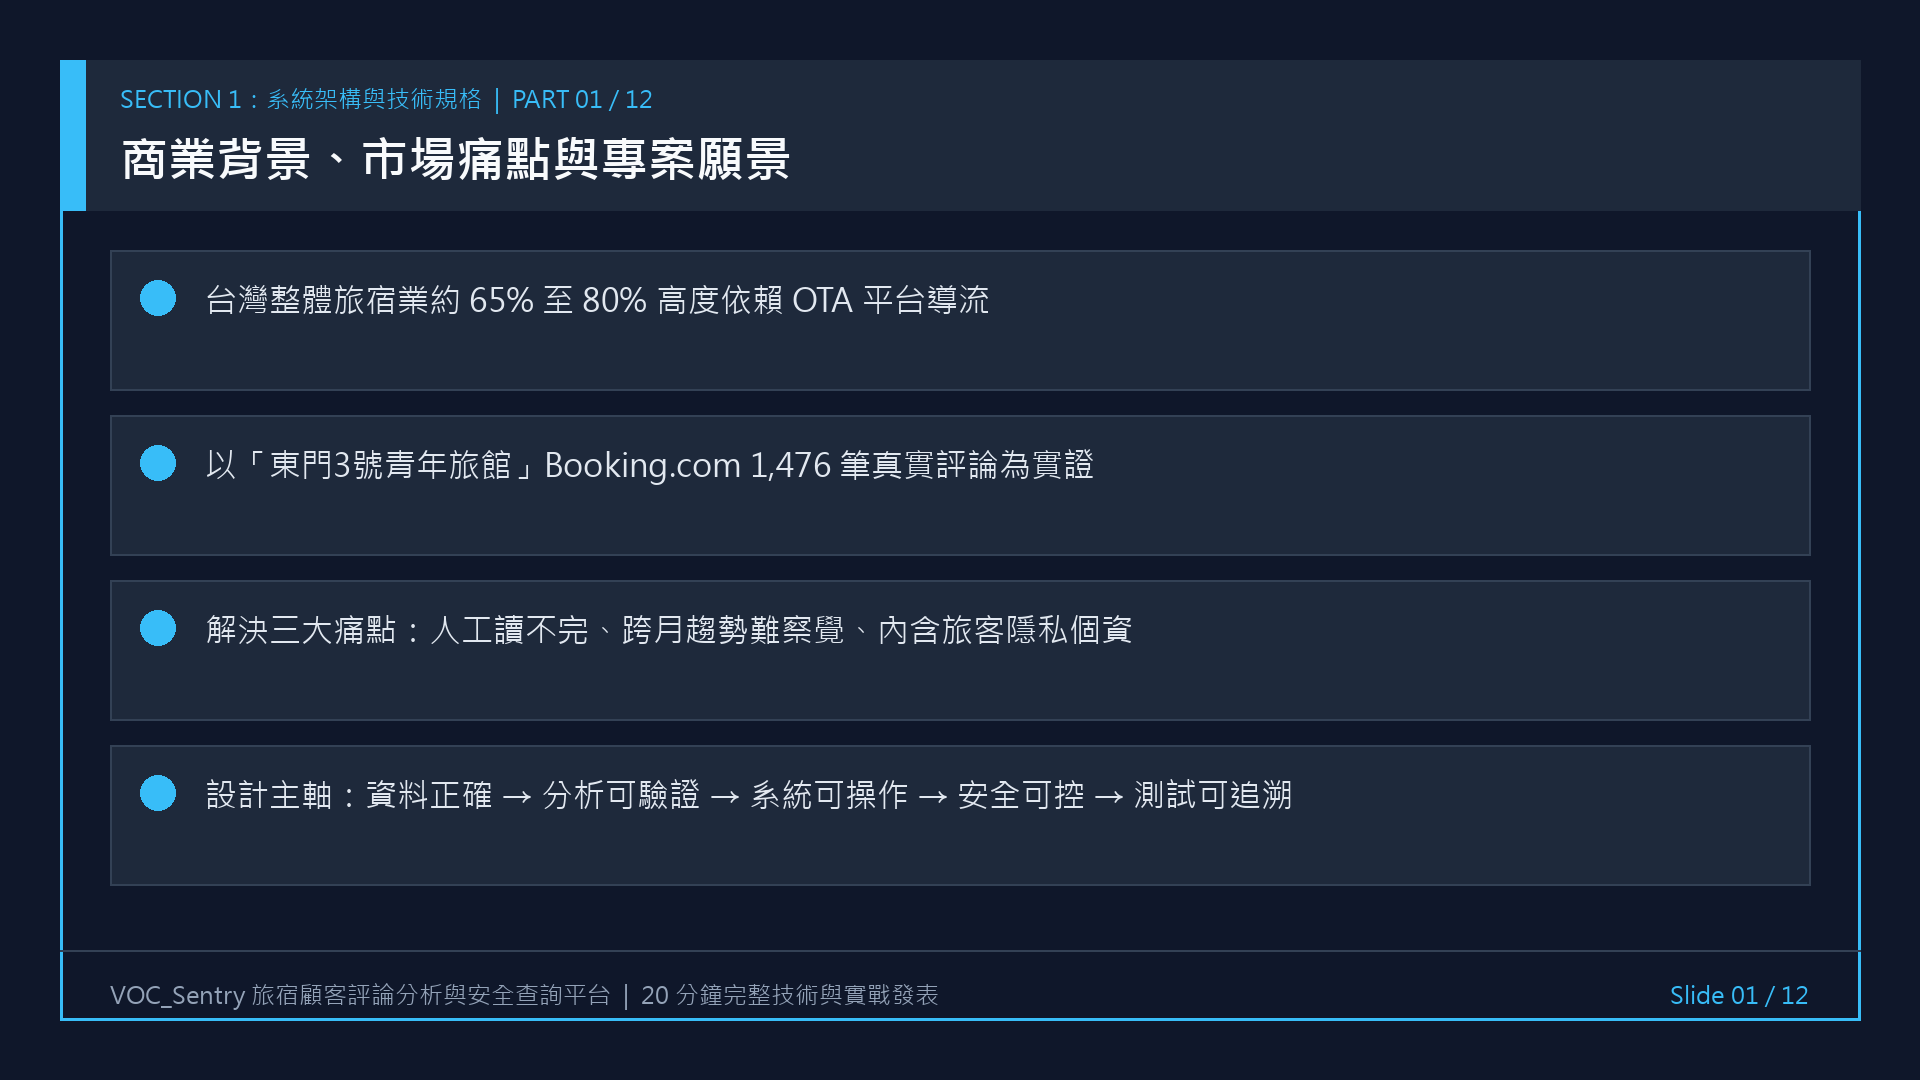 SECTION 1：系統架構與技術規格 | PART 01 / 12
商業背景、市場痛點與專案願景
台灣整體旅宿業約 65% 至 80% 高度依賴 OTA 平台導流
以「東門3號青年旅館」Booking.com 1,476 筆真實評論為實證
解決三大痛點：人工讀不完、跨月趨勢難察覺、內含旅客隱私個資
設計主軸：資料正確 → 分析可驗證 → 系統可操作 → 安全可控 → 測試可追溯
VOC_Sentry 旅宿顧客評論分析與安全查詢平台 | 20 分鐘完整技術與實戰發表
Slide 01 / 12